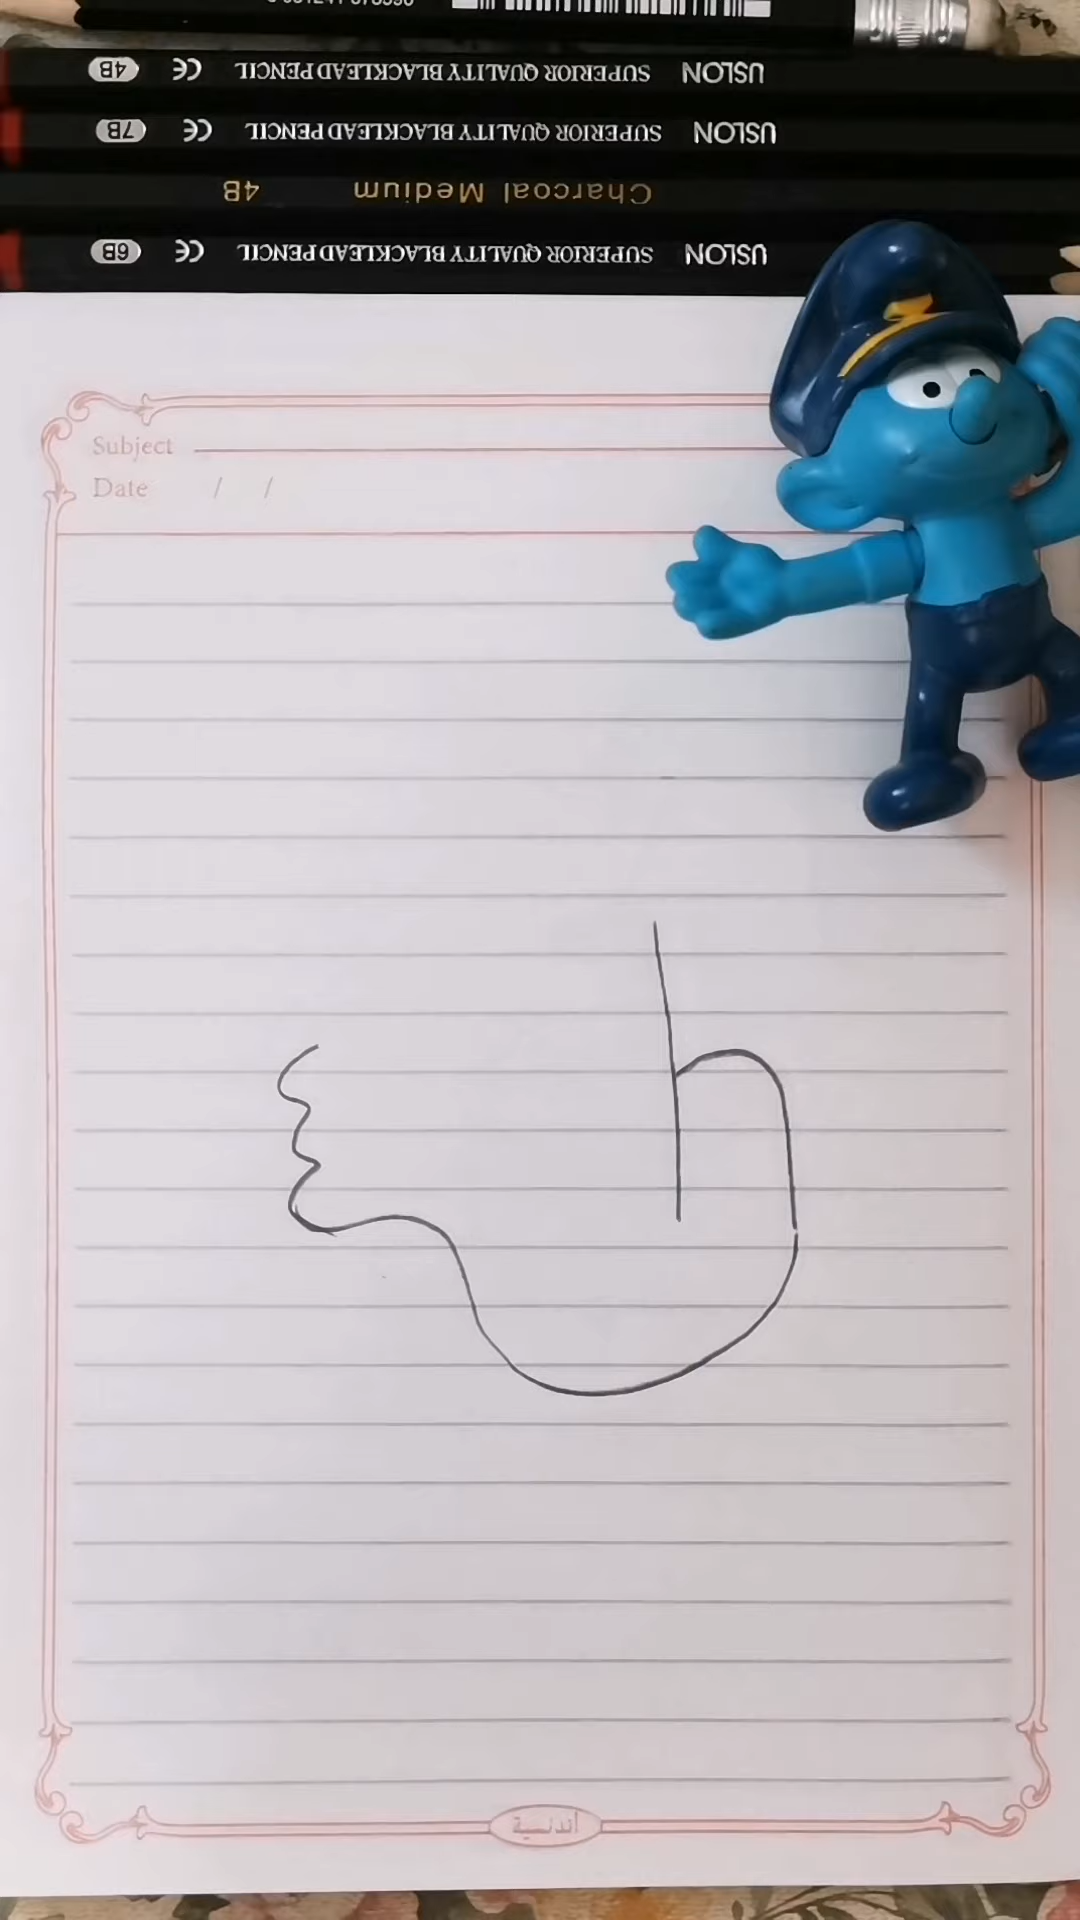 4B CE SUPERIOR QUALITY BLACKLEAD PENCIL USLON
7B CE SUPERIOR QUALITY BLACKLEAD PENCIL USLON
Charcoal Medium 4B
6B CE SUPERIOR QUALITY BLACKLEAD PENCIL USLON
Subject
Date / /
أندلسية